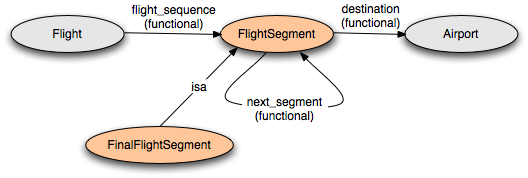 flight_sequence
(functional)
destination
(functional)
Flight
FlightSegment
Airport
isa
next_segment
(functional)
FinalFlightSegment